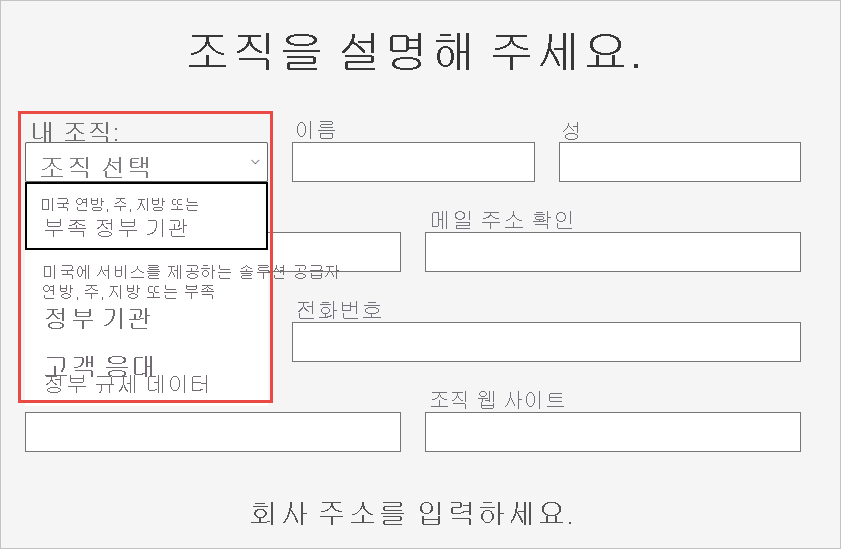 조직을 설명해 주세요.
내 조직:
이름
성
조직 선택
미국 연방, 주, 지방 또는
부족 정부 기관
메일 주소 확인
미국에 서비스를 제공하는 솔루션 공급자
연방, 주, 지방 또는 부족
정부 기관
전화번호
고객 응대
정부 규제 데이터
조직 웹 사이트
회사 주소를 입력하세요.